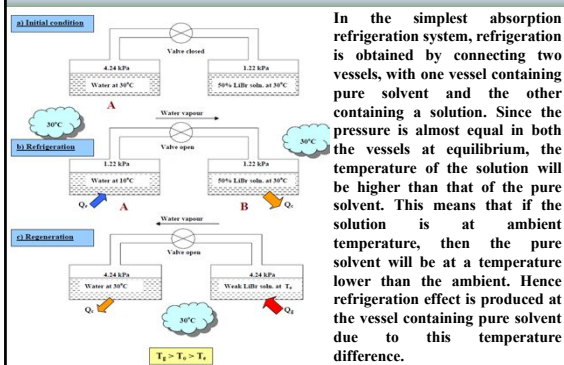 a) Initial condition
Valve closed
4.24 kPa
1.22 kPa
Water at 30°C
50% LiBr soln. at 30°C
A
30°C
Water vapour
30°C
b) Refrigeration
Valve open
1.22 kPa
1.22 kPa
Water at 10°C
50% LiBr soln. at 30°C
Qe
A
B
Qc
Water vapour
c) Regeneration
Valve open
4.24 kPa
4.24 kPa
Water at 30°C
Weak LiBr soln. at
Qc
Qg
30°C
Tg > To > Te
In the simplest absorption
refrigeration system, refrigeration
is obtained by connecting two
vessels, with one vessel containing
pure solvent and the other
containing a solution. Since the
pressure is almost equal in both
the vessels at equilibrium, the
temperature of the solution will
be higher than that of the pure
solvent. This means that if the
solution is at ambient
temperature, then the pure
solvent will be at a temperature
lower than the ambient. Hence
refrigeration effect is produced at
the vessel containing pure solvent
due to this temperature
difference.